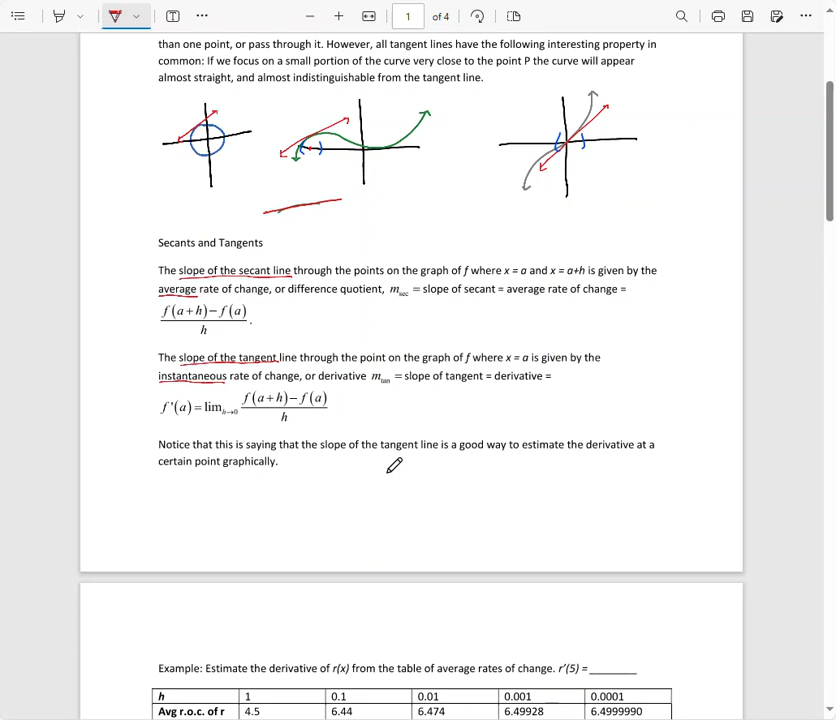 1 of 4
than one point, or pass through it. However, all tangent lines have the following interesting property in
common: If we focus on a small portion of the curve very close to the point P the curve will appear
almost straight, and almost indistinguishable from the tangent line.
Secants and Tangents
The slope of the secant line through the points on the graph of f where x = a and x = a+h is given by the
average rate of change, or difference quotient, m_sec = slope of secant = average rate of change =
f(a+h)−f(a)
h .
The slope of the tangent line through the point on the graph of f where x = a is given by the
instantaneous rate of change, or derivative m_tan = slope of tangent = derivative =
f'(a) = lim_h→0 f(a+h)−f(a)
h
Notice that this is saying that the slope of the tangent line is a good way to estimate the derivative at a
certain point graphically.
Example: Estimate the derivative of r(x) from the table of average rates of change. r'(5) = ________
h 1 0.1 0.01 0.001 0.0001
Avg r.o.c. of r 4.5 6.44 6.474 6.49928 6.4999990